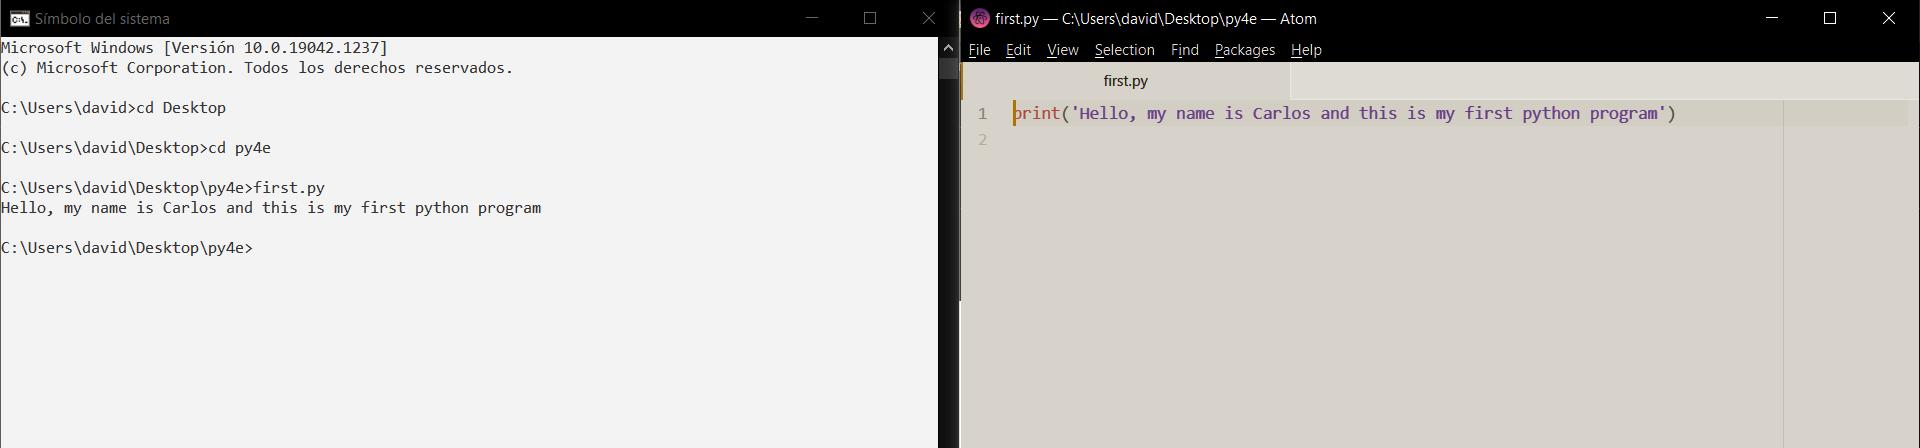 Símbolo del sistema
Microsoft Windows [Versión 10.0.19042.1237]
(c) Microsoft Corporation. Todos los derechos reservados.
C:\Users\david>cd Desktop
C:\Users\david\Desktop>cd py4e
C:\Users\david\Desktop\py4e>first.py
Hello, my name is Carlos and this is my first python program
C:\Users\david\Desktop\py4e>
first.py — C:\Users\david\Desktop\py4e — Atom
File Edit View Selection Find Packages Help
first.py
1 print('Hello, my name is Carlos and this is my first python program')
2